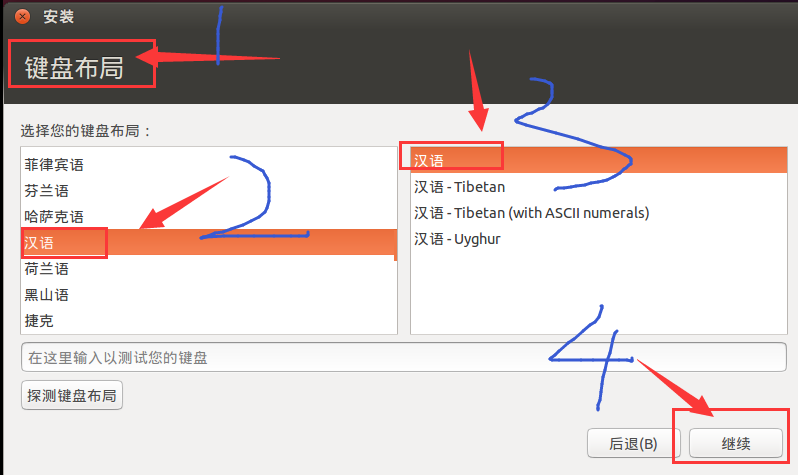 安装
1
键盘布局
选择您的键盘布局：
菲律宾语
芬兰语
哈萨克语
汉语
荷兰语
黑山语
捷克
2
汉语
汉语 - Tibetan
汉语 - Tibetan (with ASCII numerals)
汉语 - Uyghur
3
在这里输入以测试您的键盘
探测键盘布局
4
后退(B)
继续